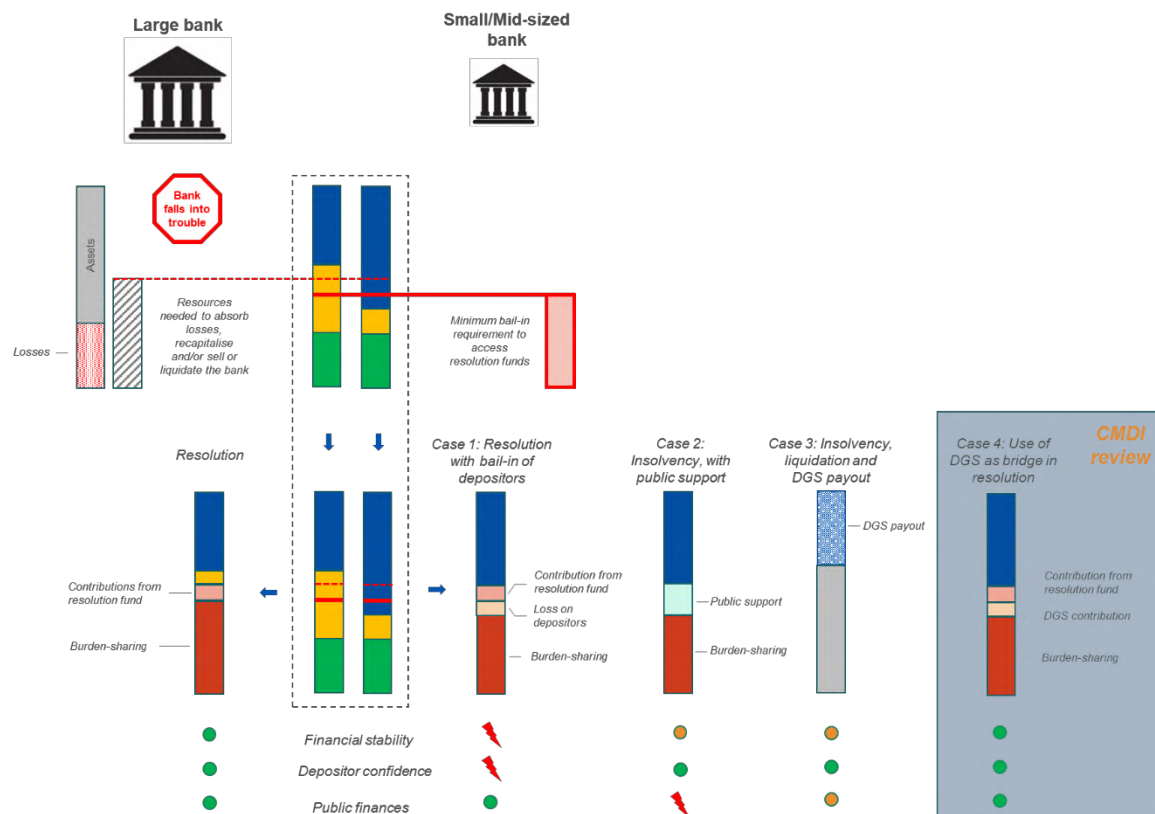 Large bank
Small/Mid-sized
bank
Bank
falls into
trouble
Assets
Losses
Resources
needed to absorb
losses,
recapitalise
and/or sell or
liquidate the bank
Minimum bail-in
requirement to
access
resolution funds
Resolution
Case 1: Resolution
with bail-in of
depositors
Case 2:
Insolvency, with
public support
Case 3: Insolvency,
liquidation and
DGS payout
Case 4: Use of
DGS as bridge in
resolution
CMDI
review
Contributions from
resolution fund
Burden-sharing
Contribution from
resolution fund
Loss on
depositors
Burden-sharing
Public support
Burden-sharing
DGS payout
Contribution from
resolution fund
DGS contribution
Burden-sharing
Financial stability
Depositor confidence
Public finances